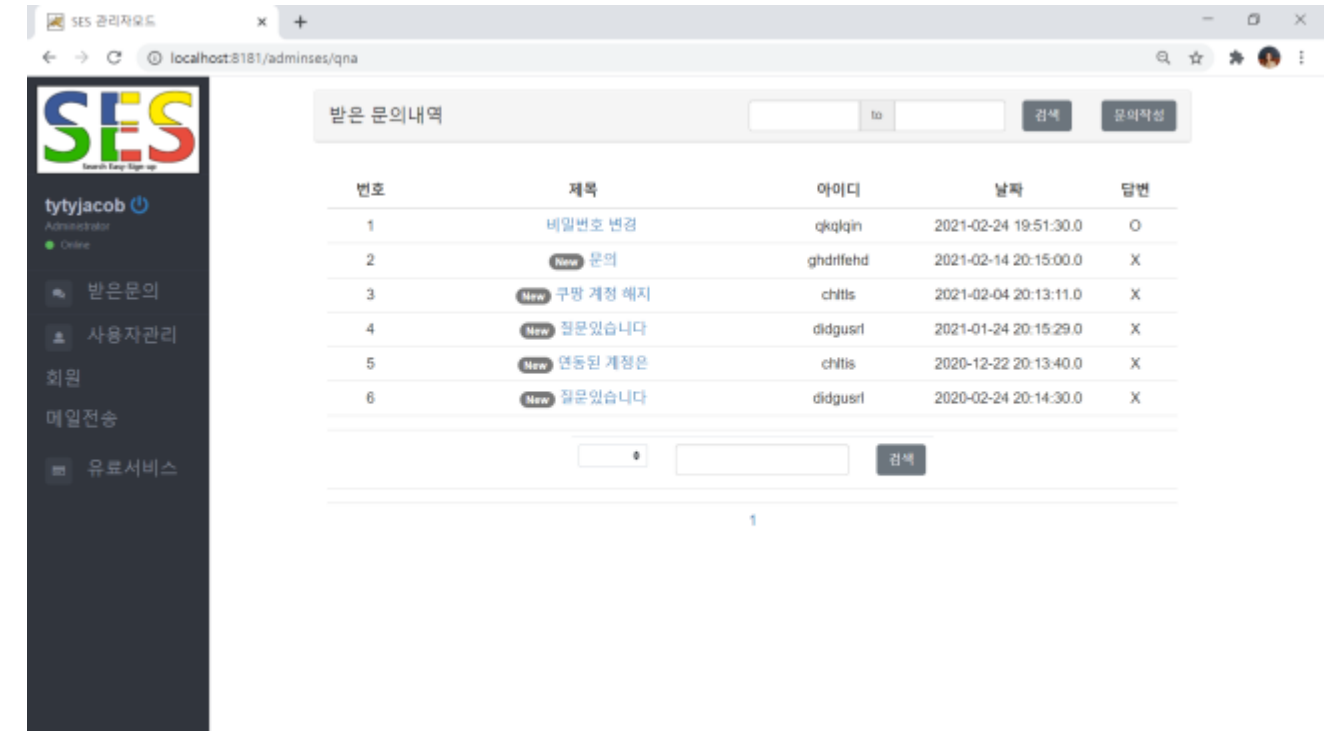 SES 관리자모드
localhost:8181/adminses/qna
SES
Search Easy Sign-up
tytyjacob
Administrator
Online
받은문의
사용자관리
회원
메일전송
유료서비스
받은 문의내역 to 검색 문의작성
번호 제목 아이디 날짜 답변
1 비밀번호 변경 qkqlqin 2021-02-24 19:51:30.0 O
2 New 문의 ghdrlfehd 2021-02-14 20:15:00.0 X
3 New 쿠팡 계정 해지 chltls 2021-02-04 20:13:11.0 X
4 New 질문있습니다 didgusrl 2021-01-24 20:15:29.0 X
5 New 연동된 계정은 chltls 2020-12-22 20:13:40.0 X
6 New 질문있습니다 didgusrl 2020-02-24 20:14:30.0 X
검색
1